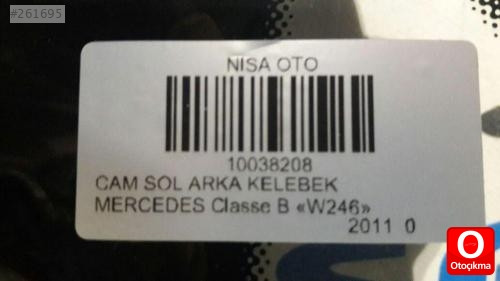 #261695
NISA OTO
10038208
CAM SOL ARKA KELEBEK
MERCEDES Classe B «W246»
2011 0
O
Otoçıkma